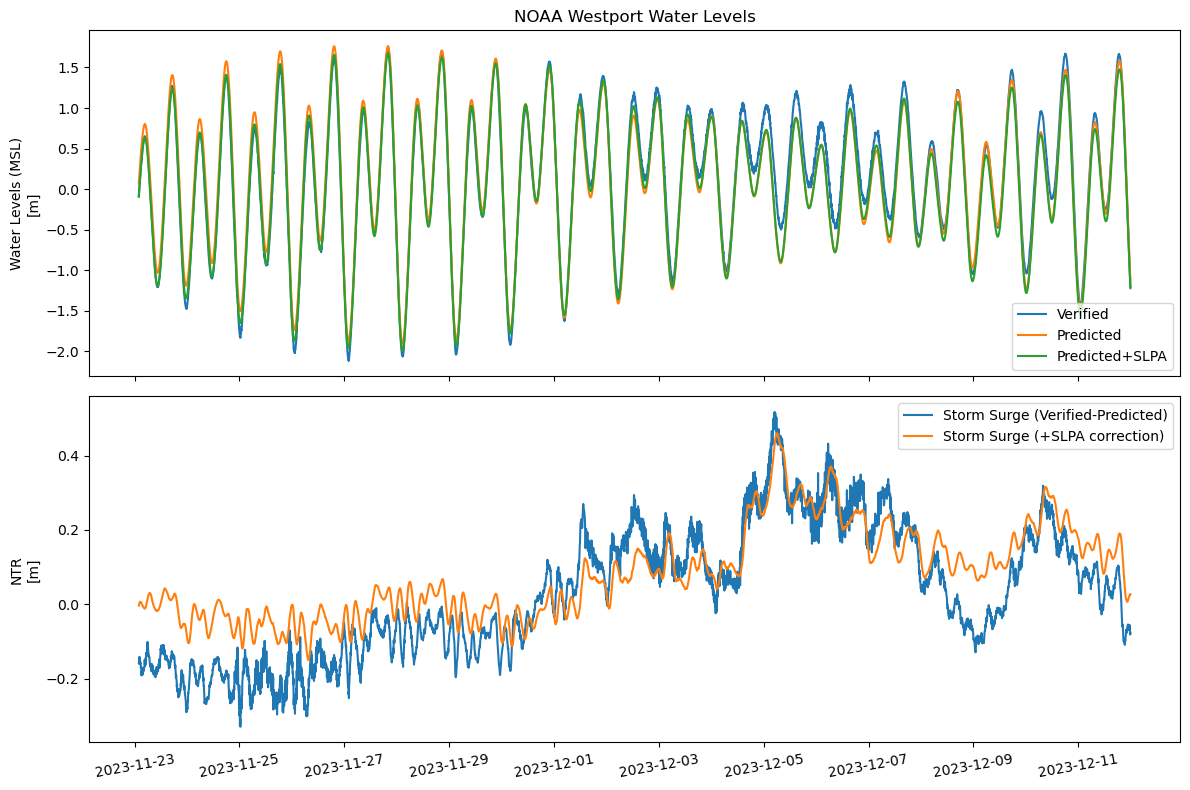 NOAA Westport Water Levels
Water Levels (MSL)
[m]
1.5
1.0
0.5
0.0
−0.5
−1.0
−1.5
−2.0
Verified
Predicted
Predicted+SLPA
NTR
[m]
0.4
0.2
0.0
−0.2
Storm Surge (Verified-Predicted)
Storm Surge (+SLPA correction)
2023-11-23
2023-11-25
2023-11-27
2023-11-29
2023-12-01
2023-12-03
2023-12-05
2023-12-07
2023-12-09
2023-12-11